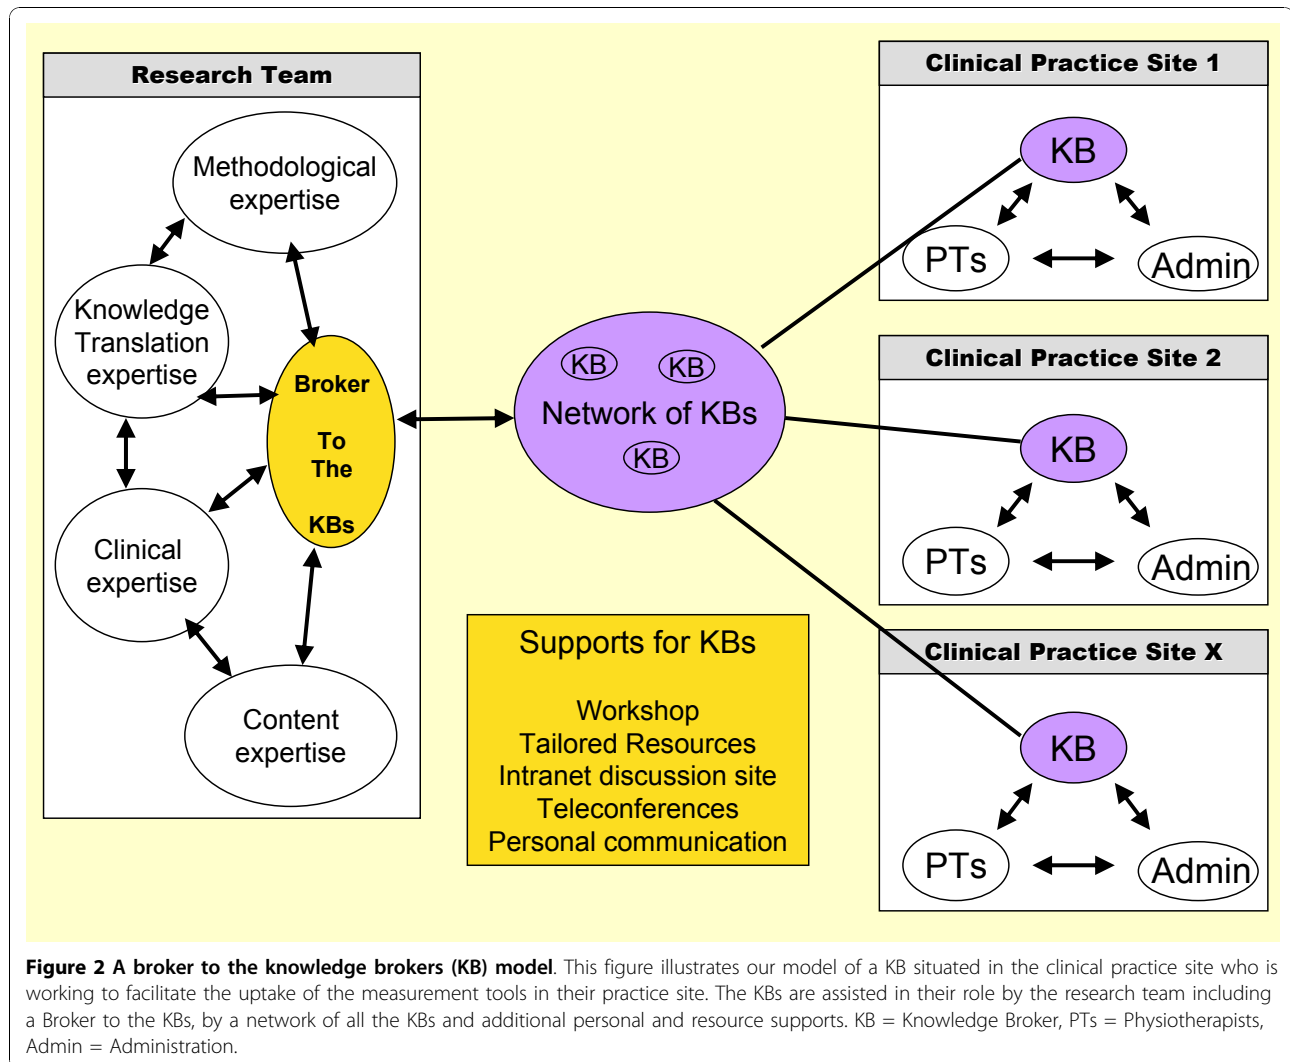 Research Team
Methodological
expertise
Knowledge
Translation
expertise
Broker
To
The
KBs
Clinical
expertise
Content
expertise
KB
KB
Network of KBs
KB
Supports for KBs
Workshop
Tailored Resources
Intranet discussion site
Teleconferences
Personal communication
Clinical Practice Site 1
KB
PTs
Admin
Clinical Practice Site 2
KB
PTs
Admin
Clinical Practice Site X
KB
PTs
Admin
Figure 2 A broker to the knowledge brokers (KB) model. This figure illustrates our model of a KB situated in the clinical practice site who is
working to facilitate the uptake of the measurement tools in their practice site. The KBs are assisted in their role by the research team including
a Broker to the KBs, by a network of all the KBs and additional personal and resource supports. KB = Knowledge Broker, PTs = Physiotherapists,
Admin = Administration.